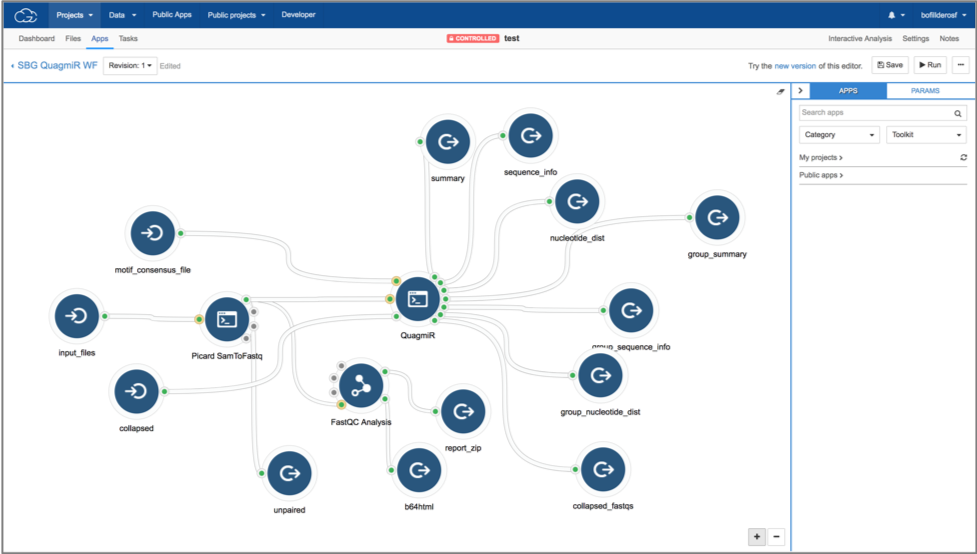 Projects Data Public Apps Public projects Developer bofillderosf
Dashboard Files Apps Tasks CONTROLLED test Interactive Analysis Settings Notes
‹ SBG QuagmiR WF Revision: 1 Edited Try the new version of this editor. Save Run ...
> APPS PARAMS
Search apps
Category Toolkit
My projects >
Public apps >
summary
sequence_info
nucleotide_dist
group_summary
motif_consensus_file
QuagmiR
input_files
Picard SamToFastq
group_sequence_info
group_nucleotide_dist
collapsed
FastQC Analysis
report_zip
unpaired
b64html
collapsed_fastqs
+ −